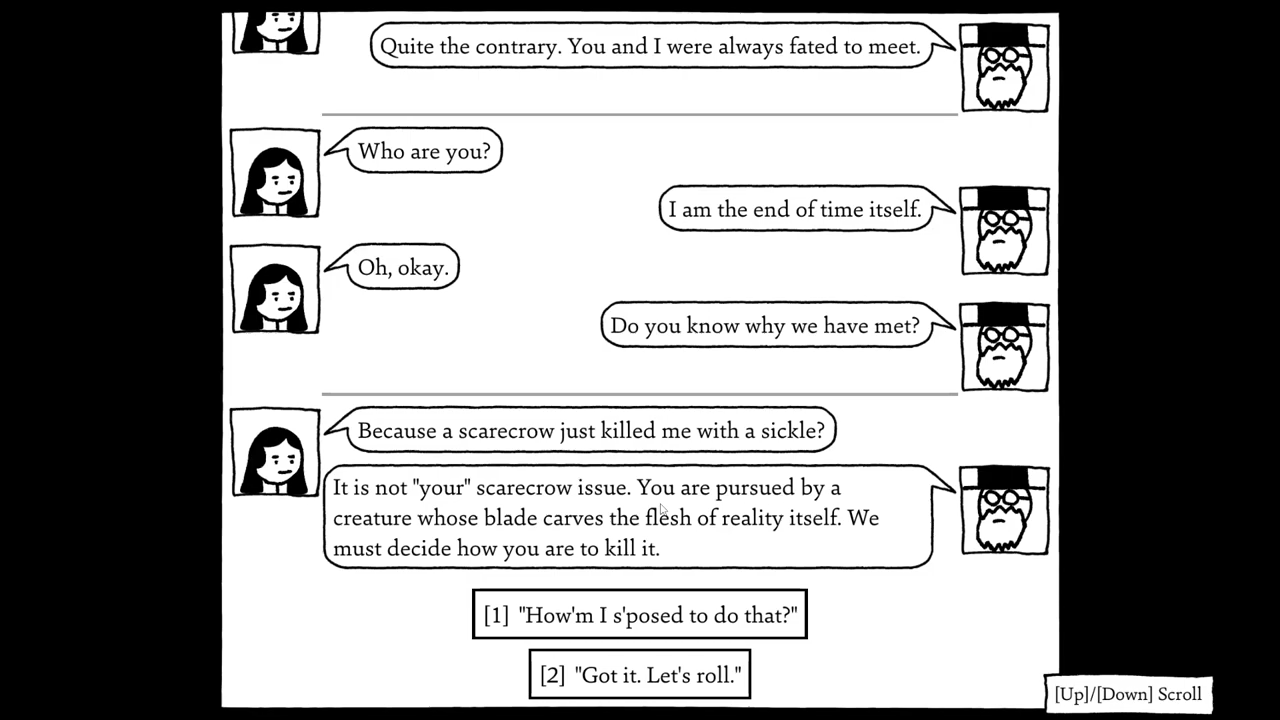 Quite the contrary. You and I were always fated to meet.
Who are you?
I am the end of time itself.
Oh, okay.
Do you know why we have met?
Because a scarecrow just killed me with a sickle?
It is not "your" scarecrow issue. You are pursued by a
creature whose blade carves the flesh of reality itself. We
must decide how you are to kill it.
[1] "How'm I s'posed to do that?"
[2] "Got it. Let's roll."
[Up]/[Down] Scroll